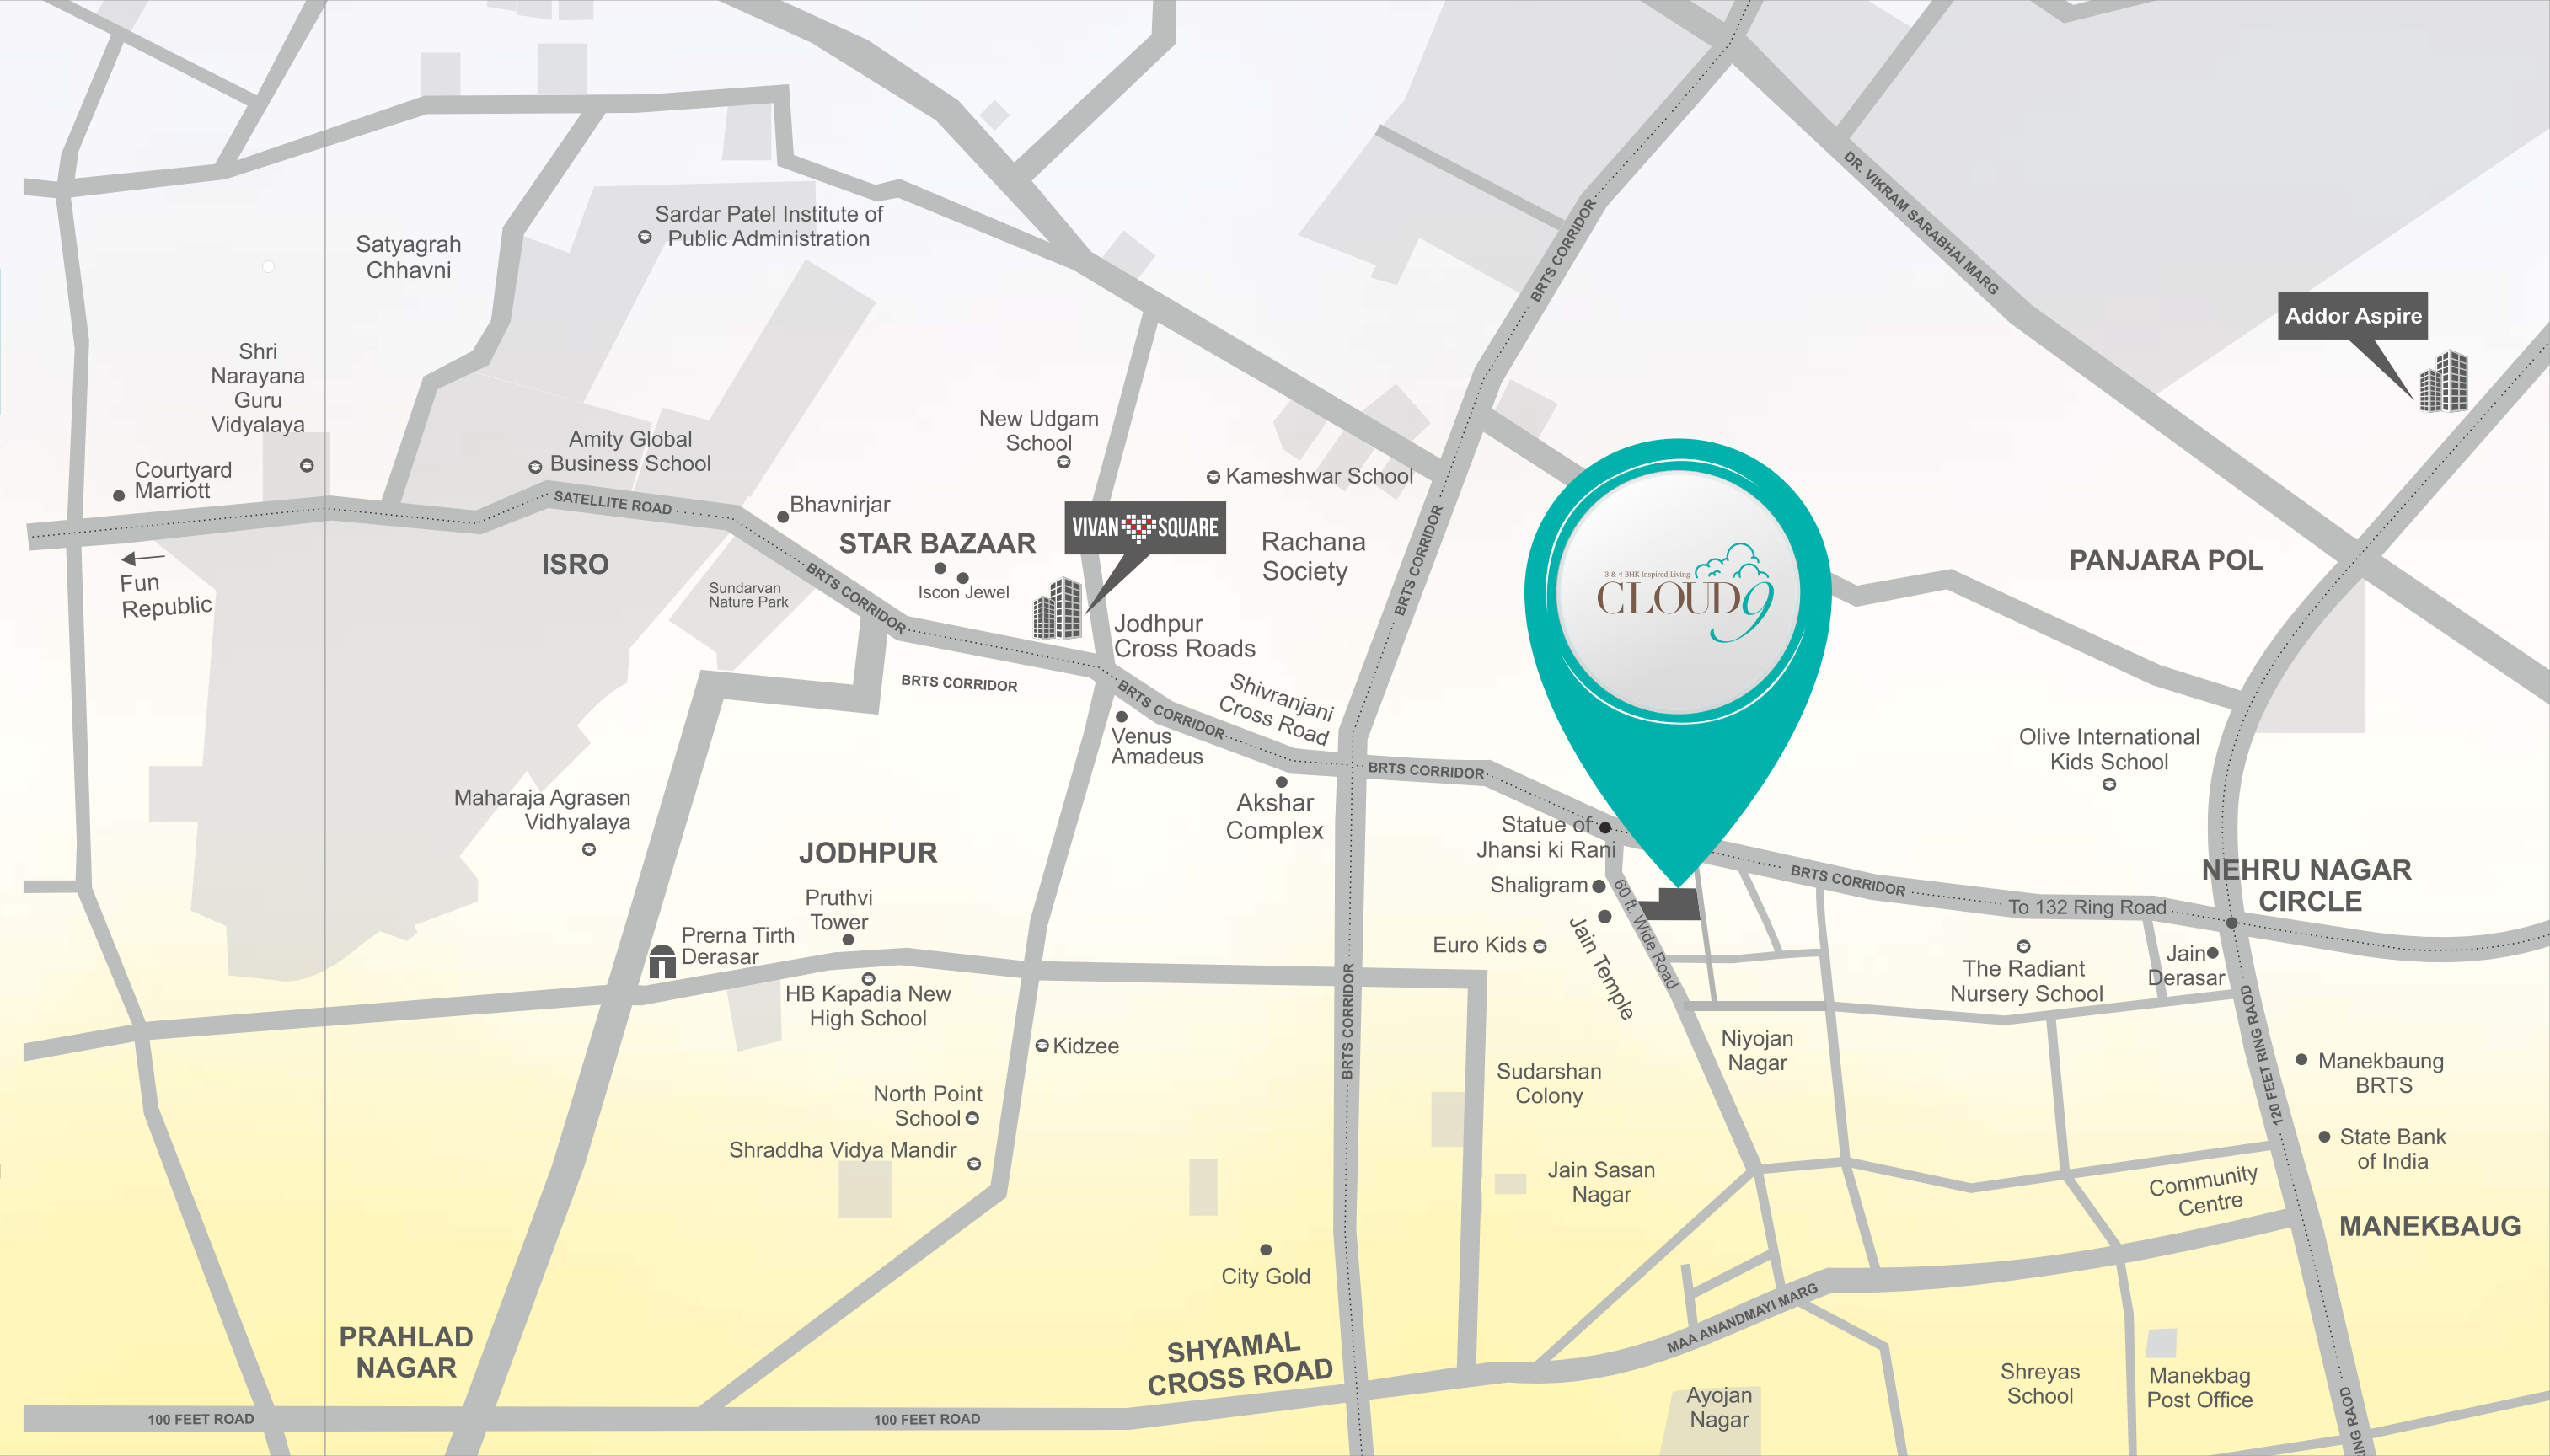 DR. VIKRAM SARABHAI MARG
BRTS CORRIDOR
Sardar Patel Institute of
Public Administration
Satyagrah
Chhavni
Addor Aspire
Shri
Narayana
Guru
Vidyalaya
Courtyard
Marriott
Amity Global
Business School
New Udgam
School
Kameshwar School
SATELLITE ROAD
Bhavnirjar
STAR BAZAAR
Iscon Jewel
VIVAN SQUARE
Rachana
Society
BRTS CORRIDOR
3 & 4 BHK Inspired Living
CLOUD9
PANJARA POL
ISRO
Fun
Republic
Sundarvan
Nature Park
BRTS CORRIDOR
Jodhpur
Cross Roads
BRTS CORRIDOR
BRTS CORRIDOR
Shivranjani
Cross Road
Venus
Amadeus
BRTS CORRIDOR
Olive International
Kids School
Maharaja Agrasen
Vidhyalaya
Akshar
Complex
Statue of
Jhansi ki Rani
JODHPUR
Shaligram
60 ft. Wide Road
BRTS CORRIDOR
NEHRU NAGAR
CIRCLE
To 132 Ring Road
Pruthvi
Tower
Prerna Tirth
Derasar
Euro Kids
Jain Temple
The Radiant
Nursery School
Jain
Derasar
HB Kapadia New
High School
BRTS CORRIDOR
Kidzee
Niyojan
Nagar
120 FEET RING RAOD
Manekbaung
BRTS
Sudarshan
Colony
North Point
School
Shraddha Vidya Mandir
State Bank
of India
Jain Sasan
Nagar
Community
Centre
MANEKBAUG
City Gold
MAA ANANDMAYI MARG
PRAHLAD
NAGAR
SHYAMAL
CROSS ROAD
Shreyas
School
Manekbag
Post Office
Ayojan
Nagar
100 FEET ROAD
100 FEET ROAD
ING RAOD